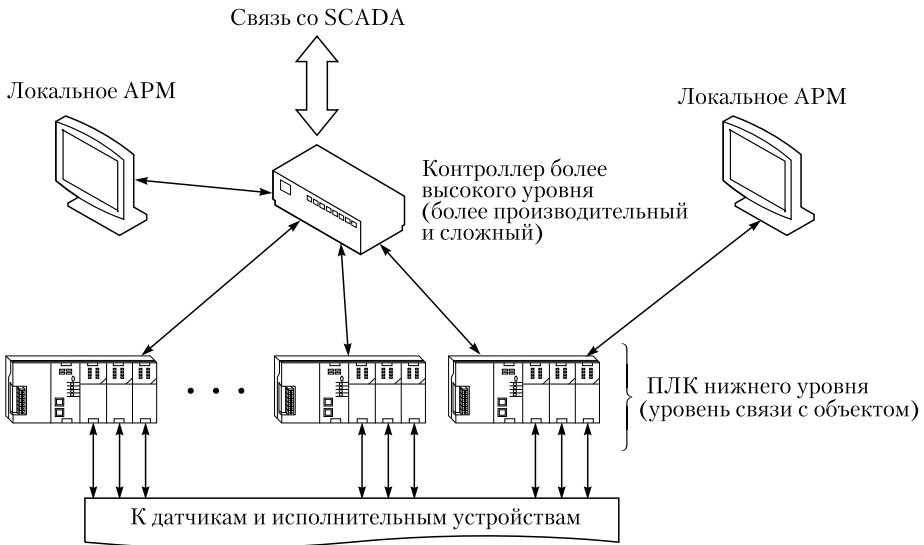 Связь со SCADA
Локальное АРМ
Локальное АРМ
Контроллер более
высокого уровня
(более производительный
и сложный)
ПЛК нижнего уровня
(уровень связи с объектом)
К датчикам и исполнительным устройствам